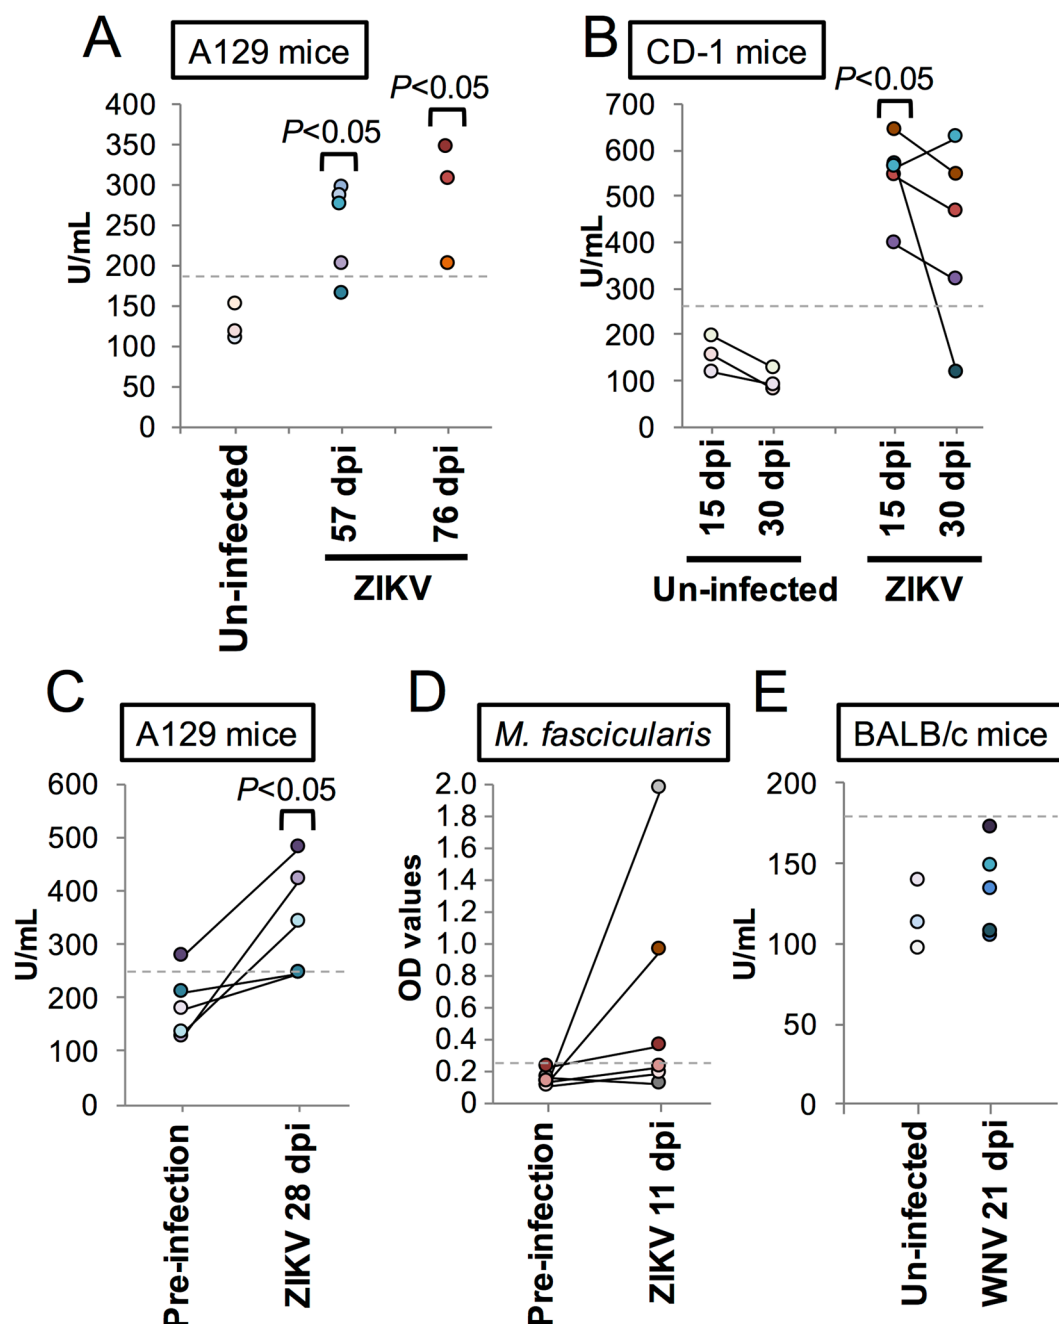 A
A129 mice
U/mL
400
350
300
250
200
150
100
50
0
P<0.05
P<0.05
Un-infected
57 dpi
76 dpi
ZIKV
B
CD-1 mice
U/mL
700
600
500
400
300
200
100
0
P<0.05
15 dpi
30 dpi
15 dpi
30 dpi
Un-infected
ZIKV
C
A129 mice
U/mL
600
500
400
300
200
100
0
P<0.05
Pre-infection
ZIKV 28 dpi
D
M. fascicularis
OD values
2.0
1.8
1.6
1.4
1.2
1.0
0.8
0.6
0.4
0.2
0
Pre-infection
ZIKV 11 dpi
E
BALB/c mice
U/mL
200
150
100
50
0
Un-infected
WNV 21 dpi